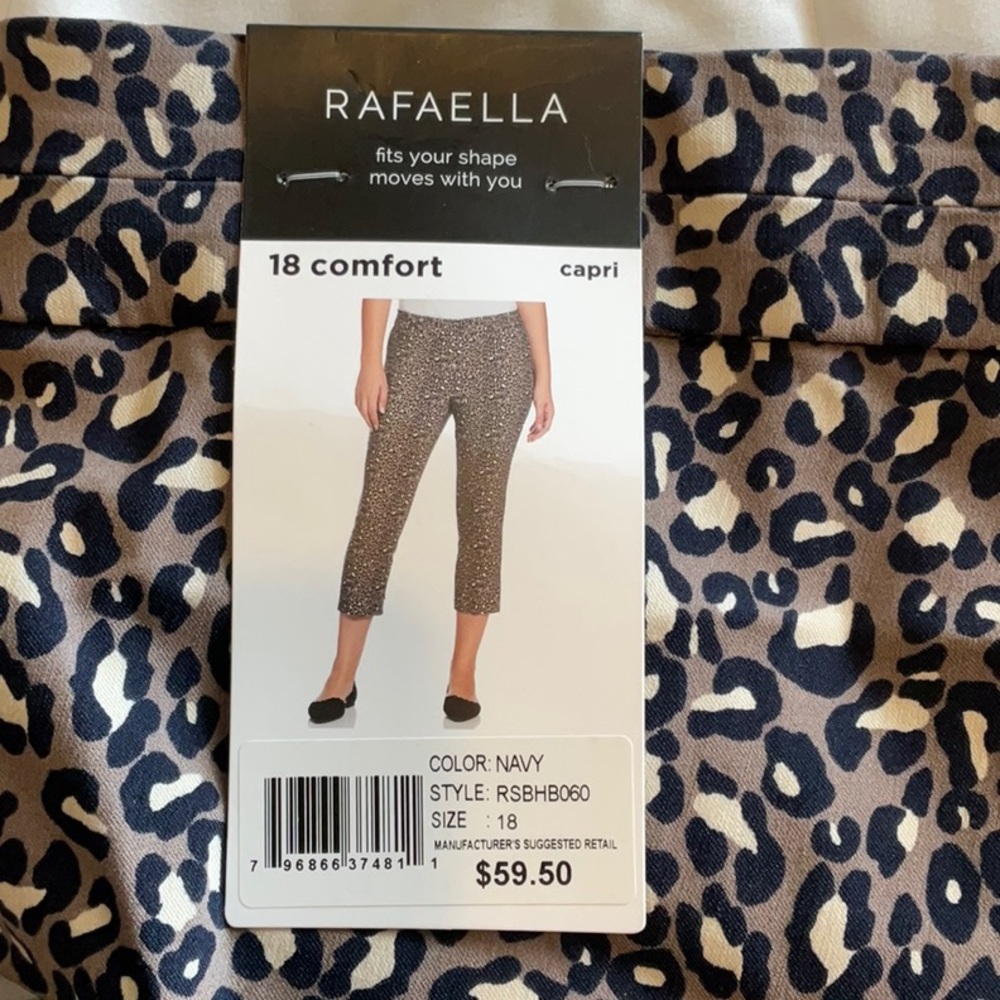 RAFAELLA
fits your shape
moves with you
18 comfort capri
COLOR: NAVY
STYLE: RSBHB060
SIZE : 18
MANUFACTURER'S SUGGESTED RETAIL
$59.50
7 96866 37481 1